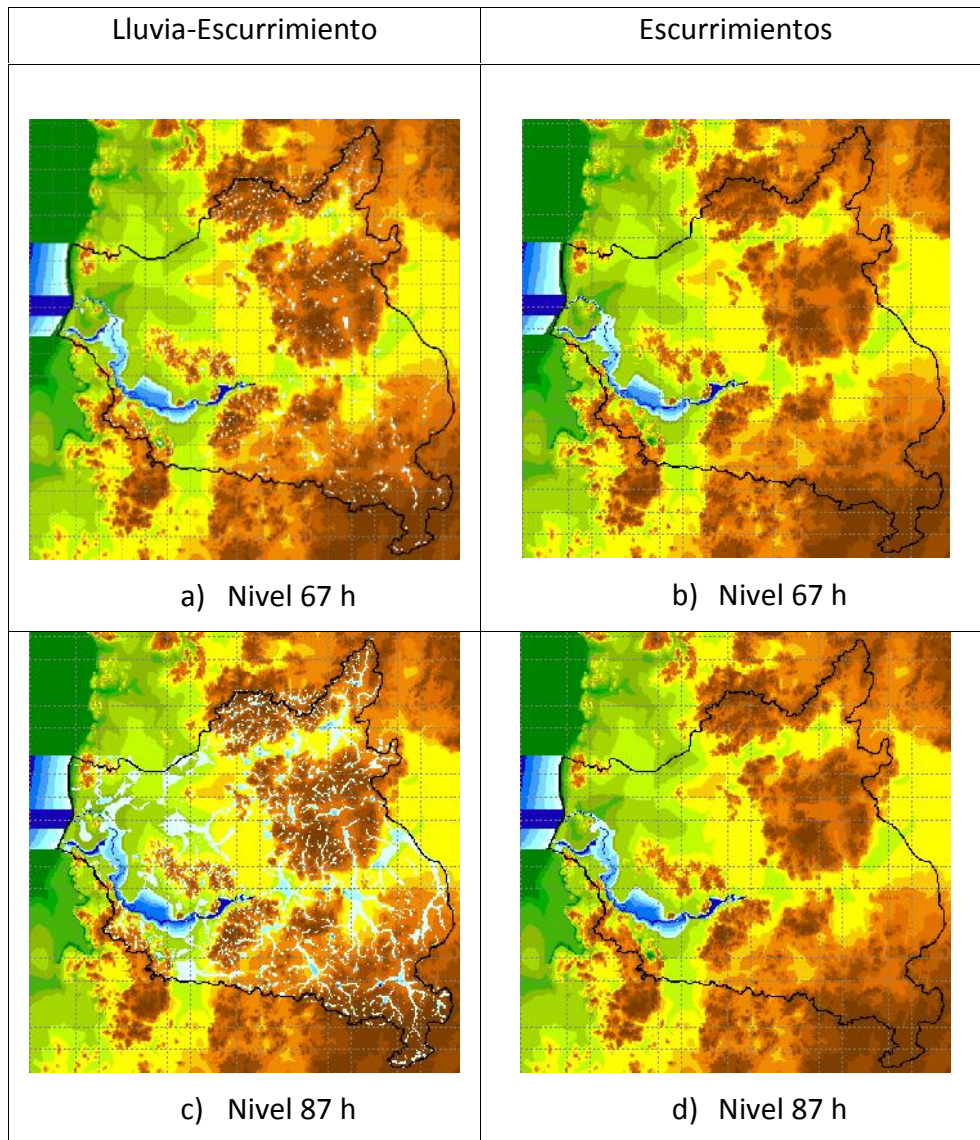 Lluvia-Escurrimiento
Escurrimientos
a) Nivel 67 h
b) Nivel 67 h
c) Nivel 87 h
d) Nivel 87 h